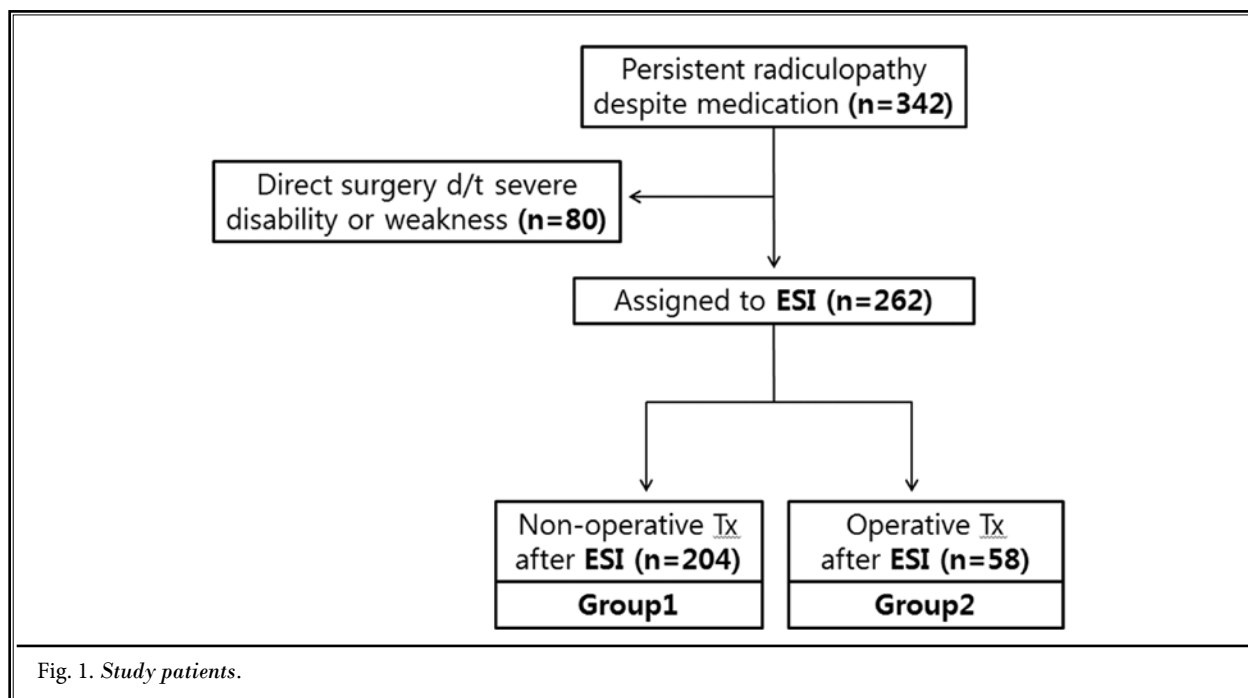 Persistent radiculopathy
despite medication (n=342)
Direct surgery d/t severe
disability or weakness (n=80)
Assigned to ESI (n=262)
Non-operative Tx
after ESI (n=204)
Group1
Operative Tx
after ESI (n=58)
Group2
Fig. 1. Study patients.